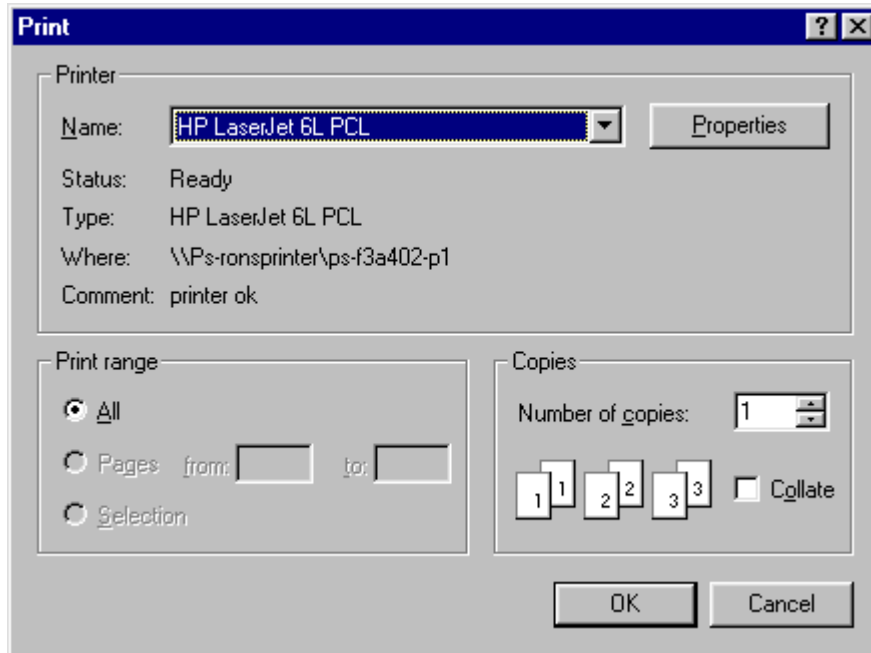 Print
Printer
Name: HP LaserJet 6L PCL Properties
Status: Ready
Type: HP LaserJet 6L PCL
Where: \\Ps-ronsprinter\ps-f3a402-p1
Comment: printer ok
Print range
All
Pages from: to:
Selection
Copies
Number of copies: 1
1 1 2 2 3 3 Collate
OK Cancel